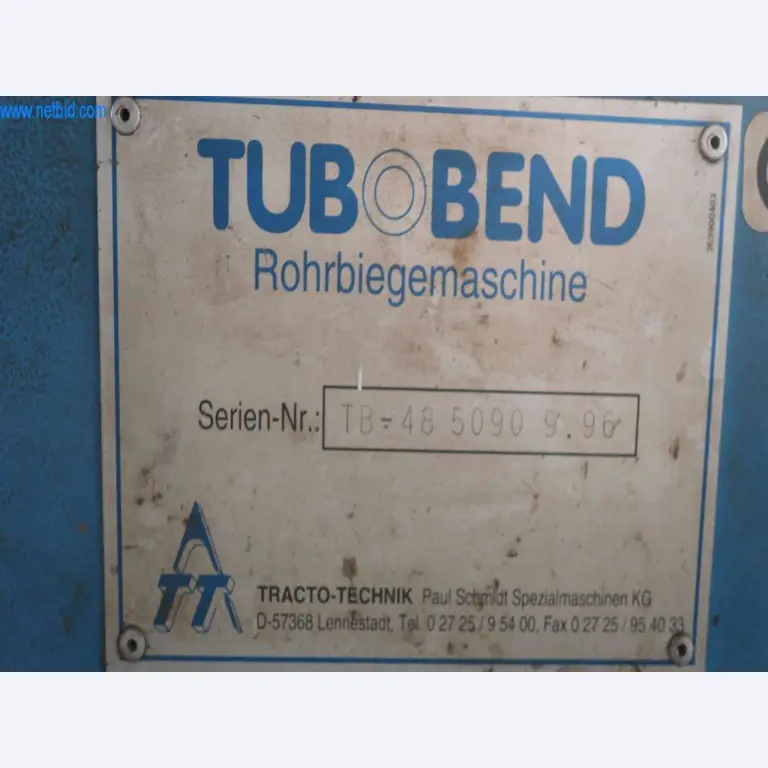 www.netbid.com
TUBOBEND
363900403
Rohrbiegemaschine
Serien-Nr.: TB-48 5090 9.96
TT
TRACTO-TECHNIK Paul Schmidt Spezialmaschinen KG
D-57368 Lennestadt, Tel. 0 27 25 / 9 54 00, Fax 0 27 25 / 95 40 33